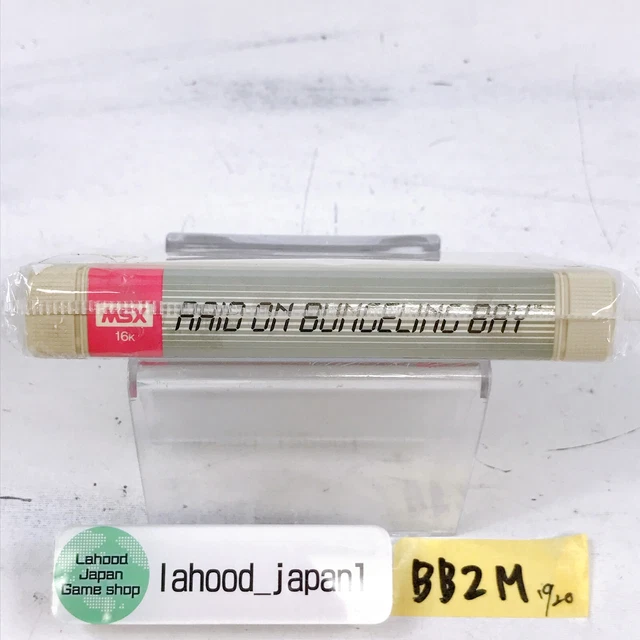 MSX
16K
RAID ON BUNGELING BAY™
Lahood
Japan
Game shop
lahood_japan1
BB2M 1920